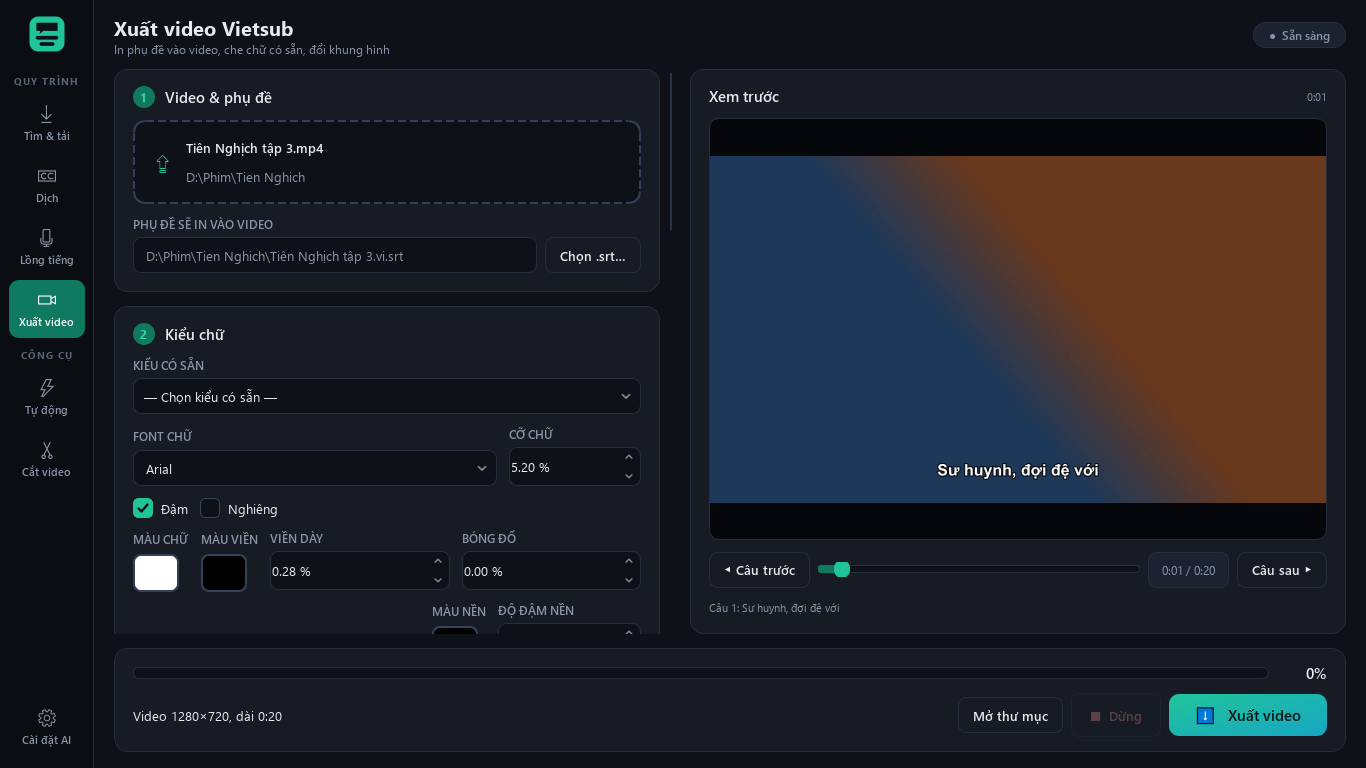 Xuất video Vietsub
In phụ đề vào video, che chữ có sẵn, đổi khung hình
● Sẵn sàng
QUY TRÌNH
Tìm & tải
CC
Dịch
Lồng tiếng
Xuất video
CÔNG CỤ
Tự động
Cắt video
Cài đặt AI
1 Video & phụ đề
Tiên Nghịch tập 3.mp4
D:\Phim\Tien Nghich
PHỤ ĐỀ SẼ IN VÀO VIDEO
D:\Phim\Tien Nghich\Tiên Nghịch tập 3.vi.srt
Chọn .srt...
2 Kiểu chữ
KIỂU CÓ SẴN
— Chọn kiểu có sẵn —
FONT CHỮ
CỠ CHỮ
Arial
5.20 %
Đậm
Nghiêng
MÀU CHỮ
MÀU VIỀN
VIỀN DÀY
BÓNG ĐỔ
0.28 %
0.00 %
MÀU NỀN
ĐỘ ĐẬM NỀN
Xem trước
0:01
Sư huynh, đợi đệ với
◂ Câu trước
0:01 / 0:20
Câu sau ▸
Câu 1: Sư huynh, đợi đệ với
0%
Video 1280×720, dài 0:20
Mở thư mục
■ Dừng
Xuất video